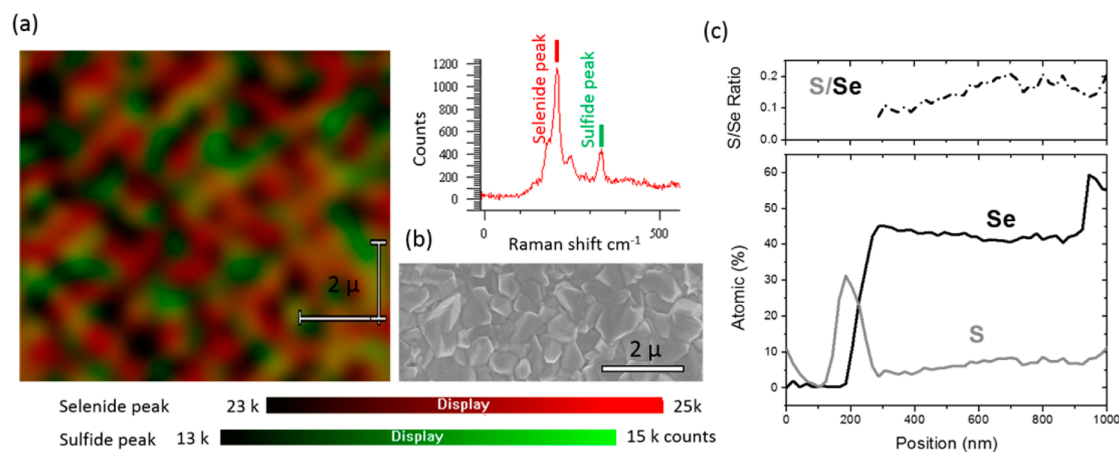 (a)
2 μ
Selenide peak
Sulfide peak
1200
1000
800
600
400
200
0
Counts
0
500
Raman shift cm-1
(b)
2 μ
Selenide peak
23 k
Display
25k
Sulfide peak
13 k
Display
15 k counts
(c)
S/Se
0.2
0.1
0.0
S/Se Ratio
60
50
40
30
20
10
0
Atomic (%)
Se
S
0
200
400
600
800
1000
Position (nm)